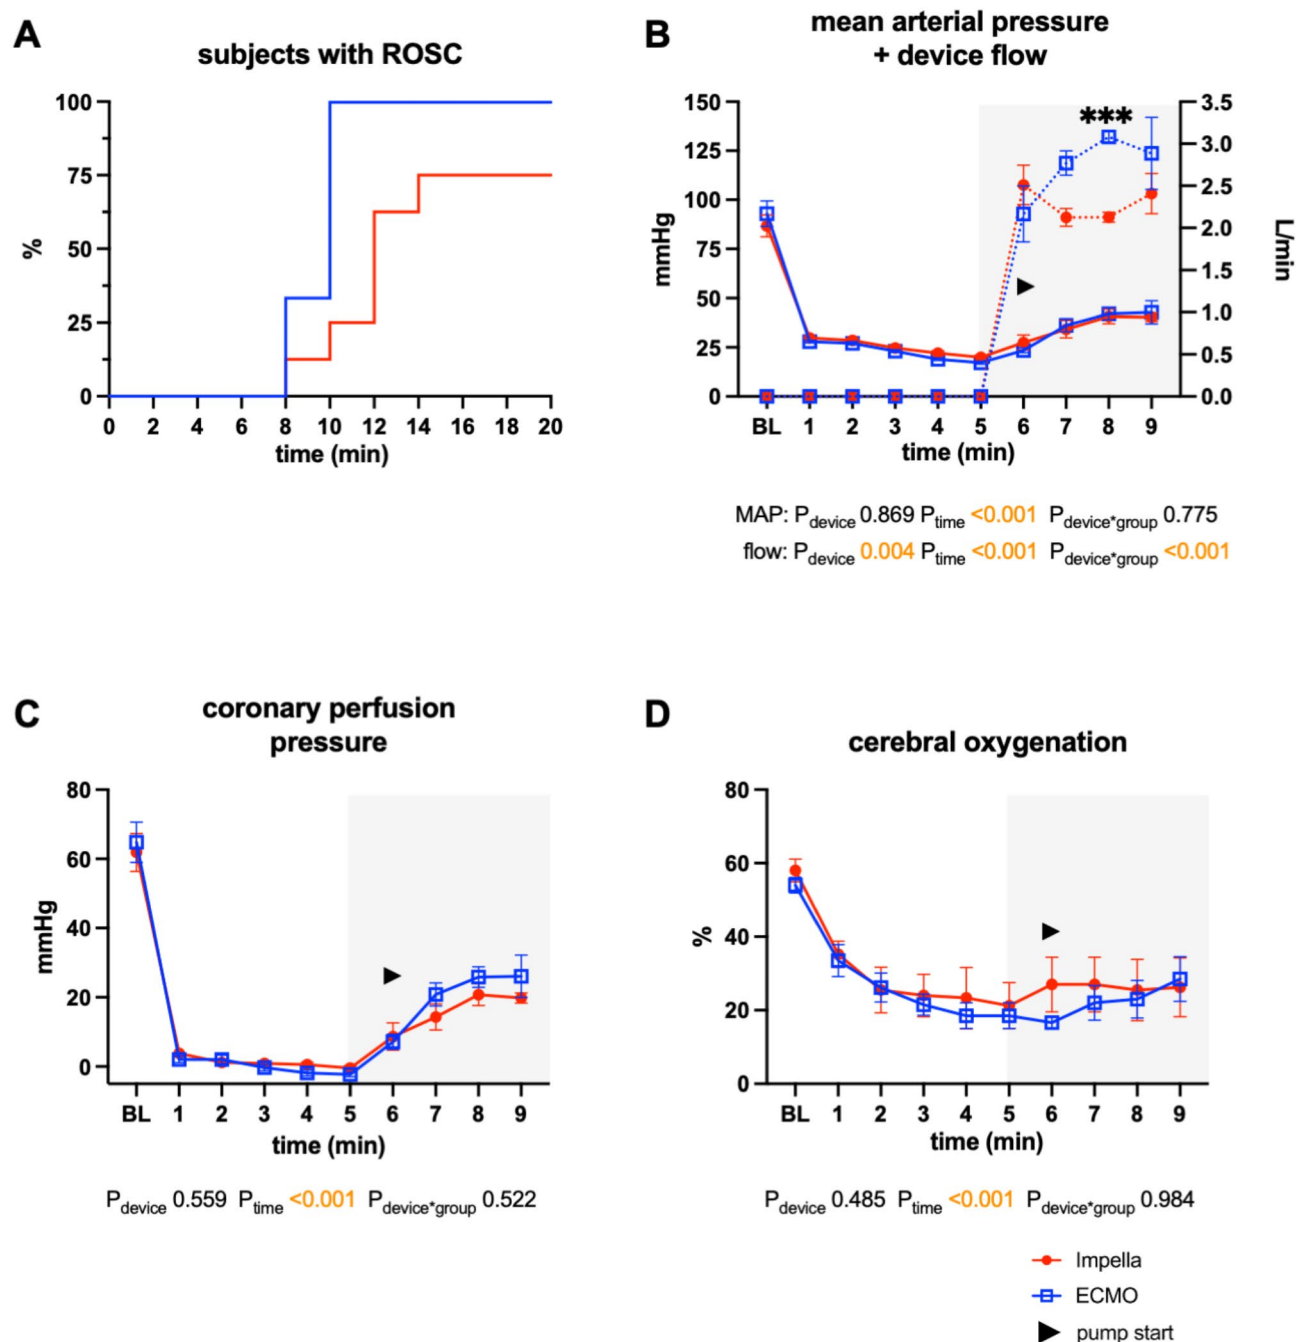 A
subjects with ROSC
100
75
50
25
0
%
0 2 4 6 8 10 12 14 16 18 20
time (min)
B
mean arterial pressure
+ device flow
150
125
100
75
50
25
0
mmHg
***
3.5
3.0
2.5
2.0
1.5
1.0
0.5
0.0
L/min
BL 1 2 3 4 5 6 7 8 9
time (min)
MAP: Pdevice 0.869 Ptime <0.001 Pdevice*group 0.775
flow: Pdevice 0.004 Ptime <0.001 Pdevice*group <0.001
C
coronary perfusion
pressure
80
60
40
20
0
mmHg
BL 1 2 3 4 5 6 7 8 9
time (min)
Pdevice 0.559 Ptime <0.001 Pdevice*group 0.522
D
cerebral oxygenation
80
60
40
20
0
%
BL 1 2 3 4 5 6 7 8 9
time (min)
Pdevice 0.485 Ptime <0.001 Pdevice*group 0.984
Impella
ECMO
pump start